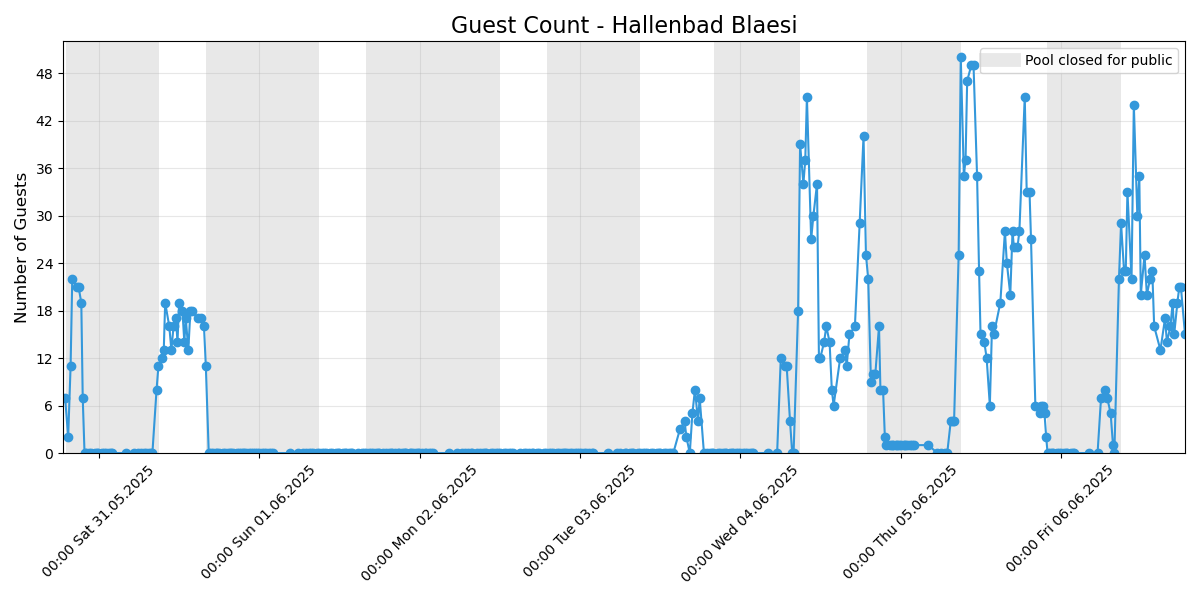 Guest Count - Hallenbad Blaesi
Pool closed for public
Number of Guests
48
42
36
30
24
18
12
6
0
00:00 Sat 31.05.2025
00:00 Sun 01.06.2025
00:00 Mon 02.06.2025
00:00 Tue 03.06.2025
00:00 Wed 04.06.2025
00:00 Thu 05.06.2025
00:00 Fri 06.06.2025